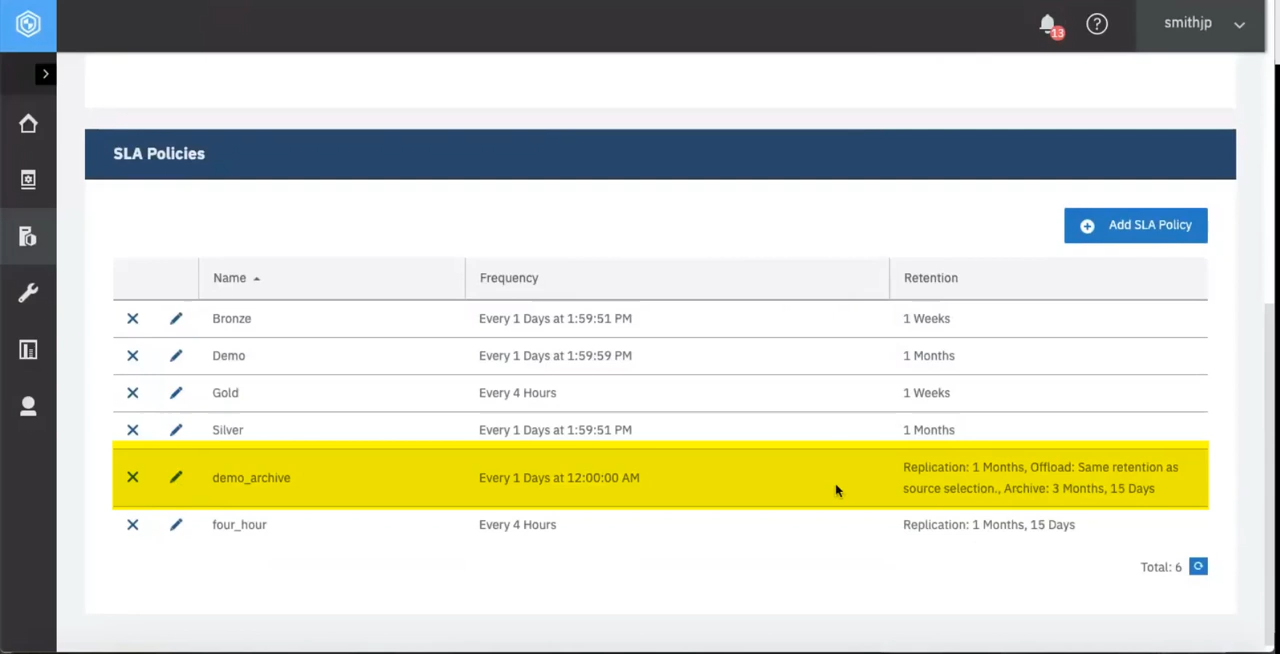 13
smithjp
SLA Policies
Add SLA Policy
Name Frequency Retention
Bronze Every 1 Days at 1:59:51 PM 1 Weeks
Demo Every 1 Days at 1:59:59 PM 1 Months
Gold Every 4 Hours 1 Weeks
Silver Every 1 Days at 1:59:51 PM 1 Months
demo_archive Every 1 Days at 12:00:00 AM Replication: 1 Months, Offload: Same retention as
source selection., Archive: 3 Months, 15 Days
four_hour Every 4 Hours Replication: 1 Months, 15 Days
Total: 6